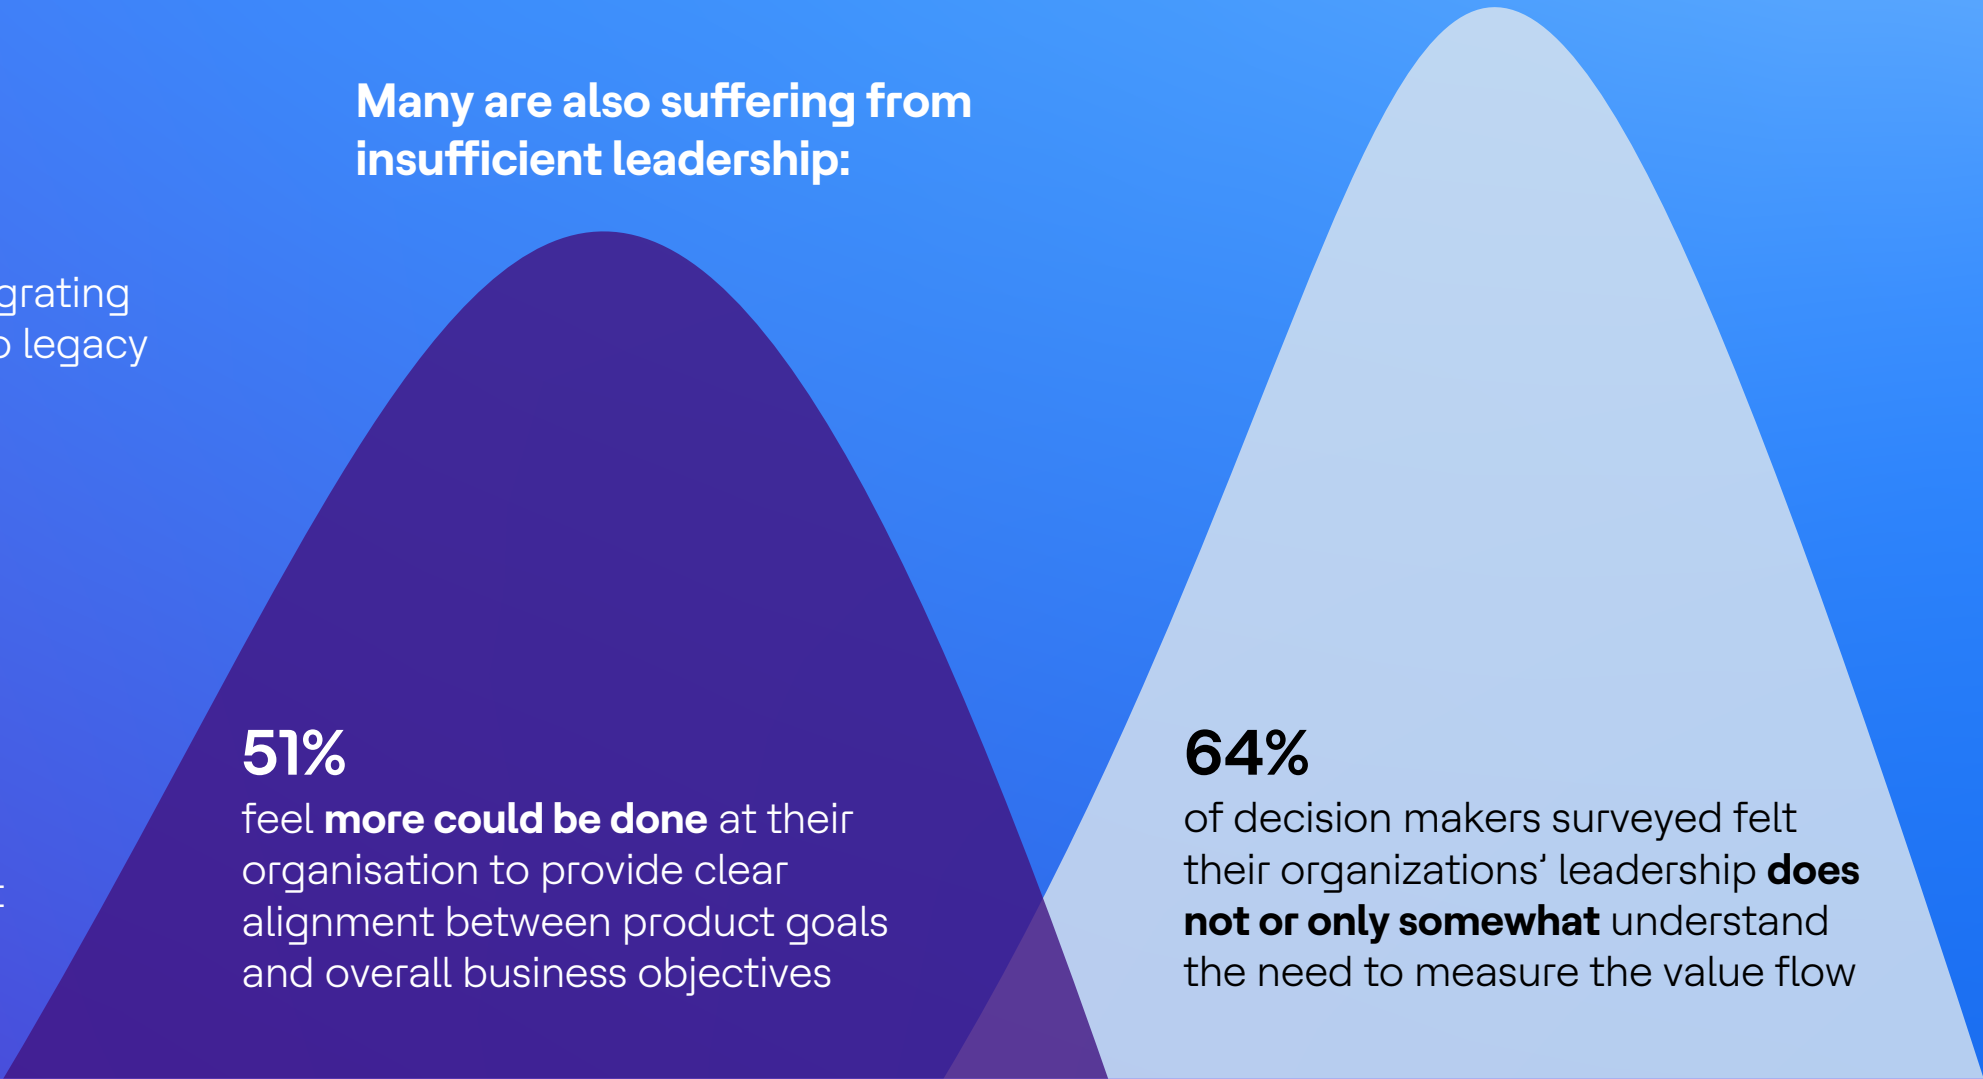 Many are also suffering from
insufficient leadership:
grating
legacy
51%
feel more could be done at their
organisation to provide clear
alignment between product goals
and overall business objectives
64%
of decision makers surveyed felt
their organizations’ leadership does
not or only somewhat understand
the need to measure the value flow